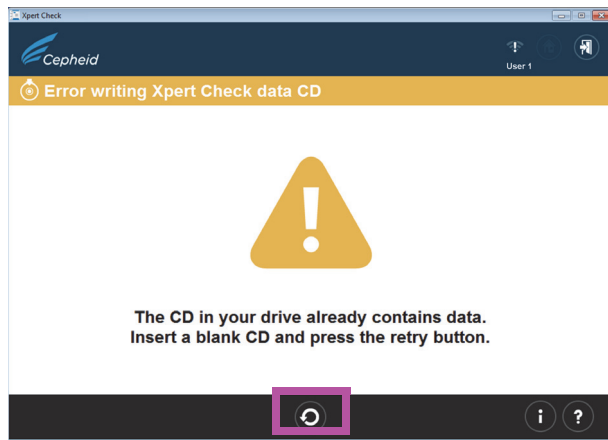 Xpert Check
Cepheid
User 1
Error writing Xpert Check data CD
The CD in your drive already contains data.
Insert a blank CD and press the retry button.